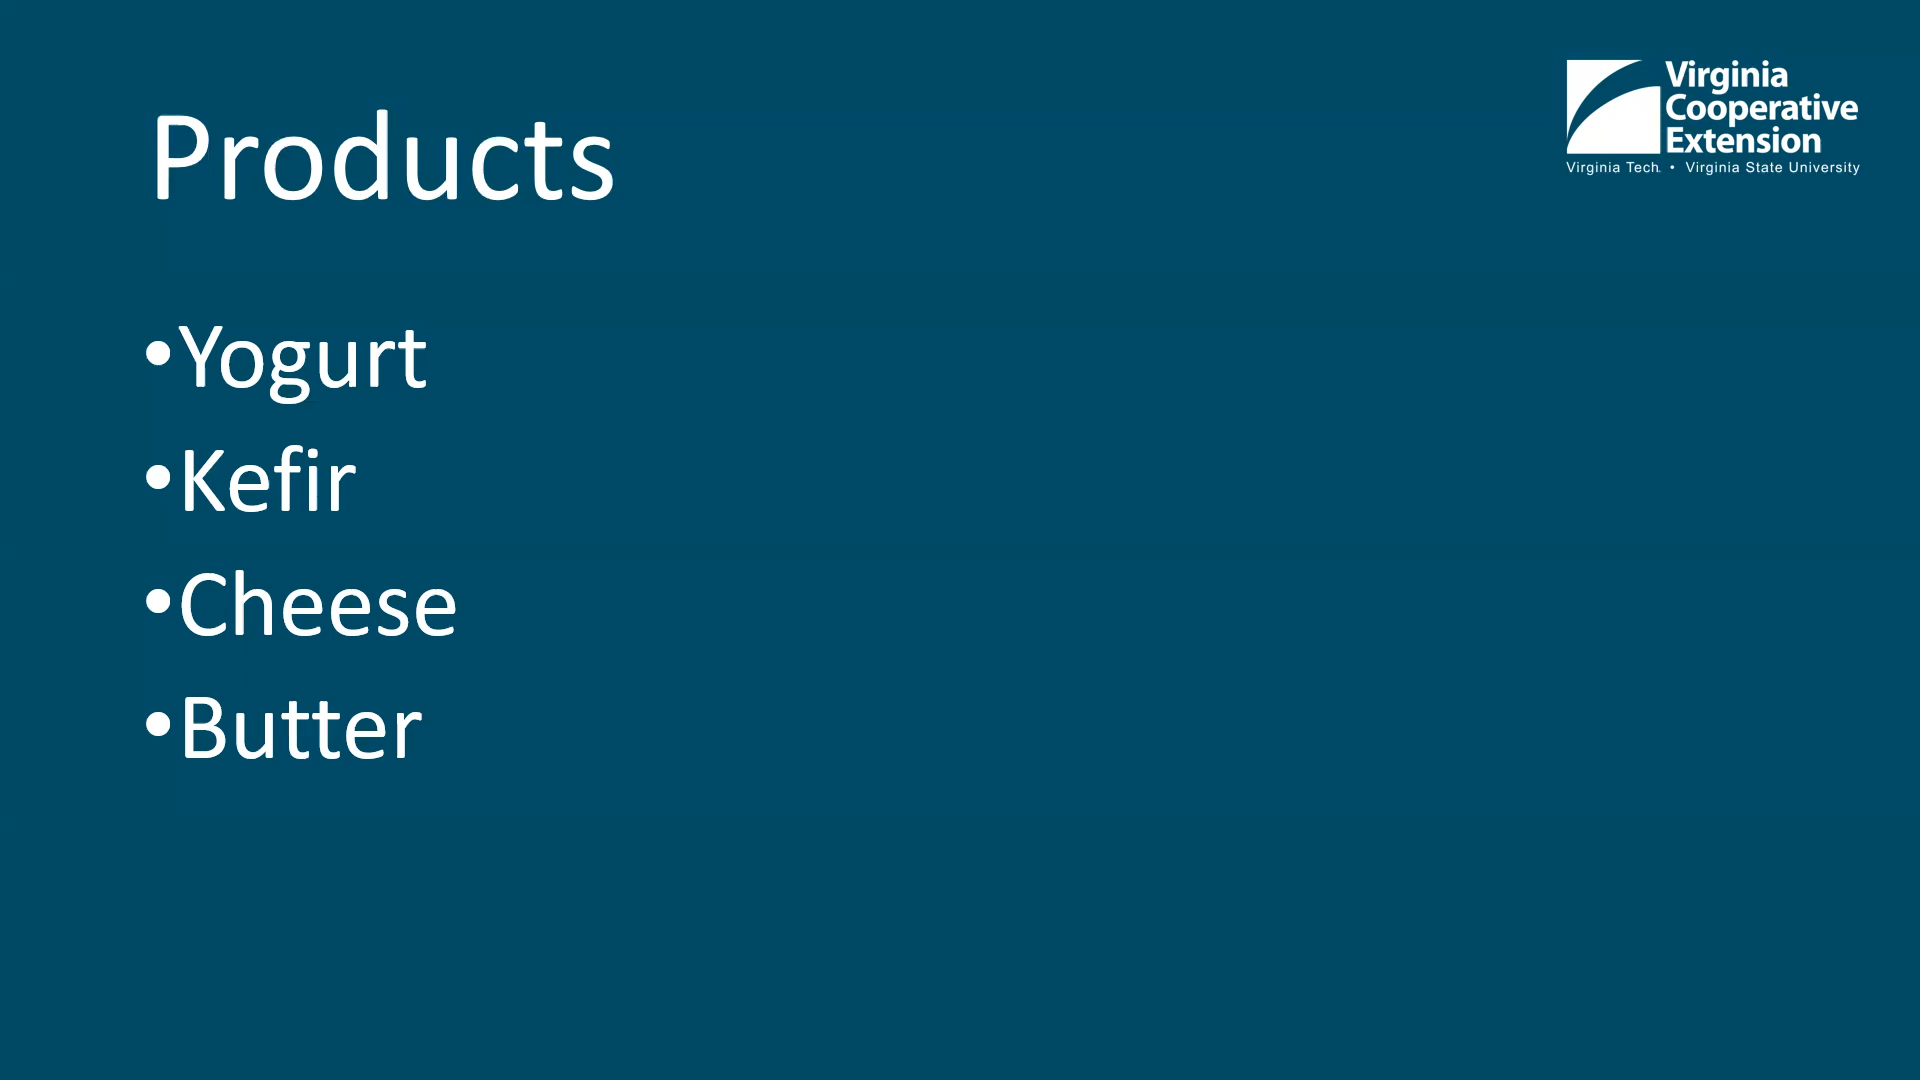 Virginia
Cooperative
Extension
Virginia Tech. • Virginia State University
Products
•Yogurt
•Kefir
•Cheese
•Butter